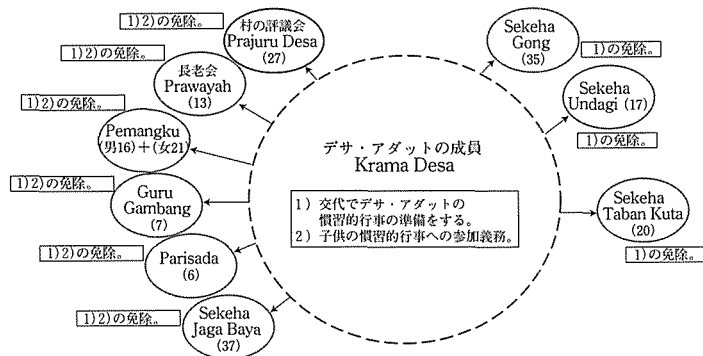 1)2)の免除。
村の評議会
Prajuru Desa
(27)
1)2)の免除。
長老会
Prawayah
(13)
1)2)の免除。
Pemangku
(男16)+(女21)
1)2)の免除。
Guru
Gambang
(7)
1)2)の免除。
Parisada
(6)
1)2)の免除。
Sekeha
Jaga Baya
(37)
デサ・アダットの成員
Krama Desa
1) 交代でデサ・アダットの
慣習的行事の準備をする。
2) 子供の慣習的行事への参加義務。
Sekeha
Gong
(35)
1)の免除。
Sekeha
Undagi (17)
1)の免除。
Sekeha
Taban Kuta
(20)
1)の免除。